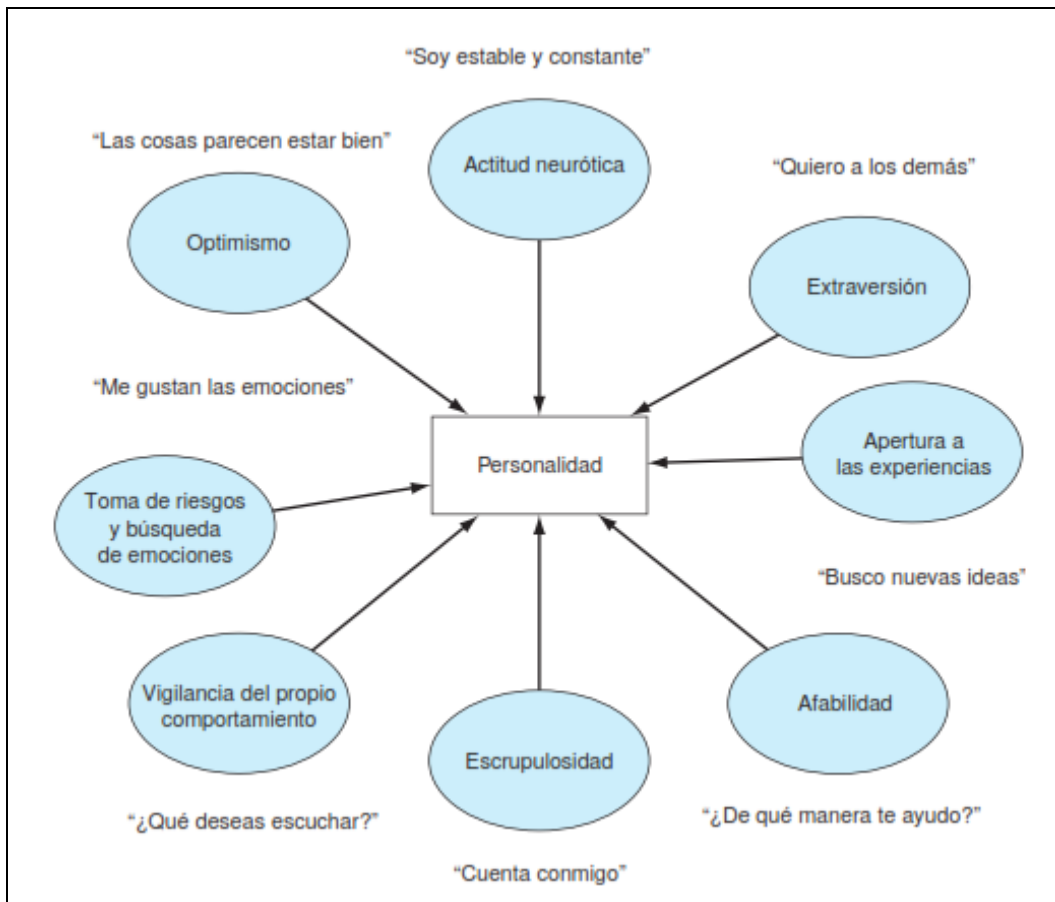 “Soy estable y constante”
“Las cosas parecen estar bien”
Actitud neurótica
“Quiero a los demás”
Optimismo
Extraversión
“Me gustan las emociones”
Personalidad
Apertura a
las experiencias
Toma de riesgos
y búsqueda
de emociones
“Busco nuevas ideas”
Vigilancia del propio
comportamiento
Afabilidad
Escrupulosidad
“¿Qué deseas escuchar?”
“¿De qué manera te ayudo?”
“Cuenta conmigo”